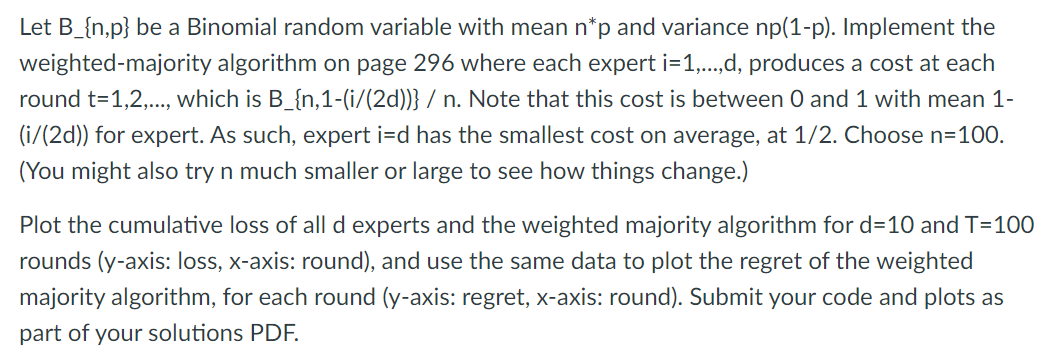 Let B_{n,p} be a Binomial random variable with mean n*p and variance np(1-p). Implement the
weighted-majority algorithm on page 296 where each expert i=1,...,d, produces a cost at each
round t=1,2,..., which is B_{n,1-(i/(2d))} / n. Note that this cost is between 0 and 1 with mean 1-
(i/(2d)) for expert. As such, expert i=d has the smallest cost on average, at 1/2. Choose n=100.
(You might also try n much smaller or large to see how things change.)
Plot the cumulative loss of all d experts and the weighted majority algorithm for d=10 and T=100
rounds (y-axis: loss, x-axis: round), and use the same data to plot the regret of the weighted
majority algorithm, for each round (y-axis: regret, x-axis: round). Submit your code and plots as
part of your solutions PDF.